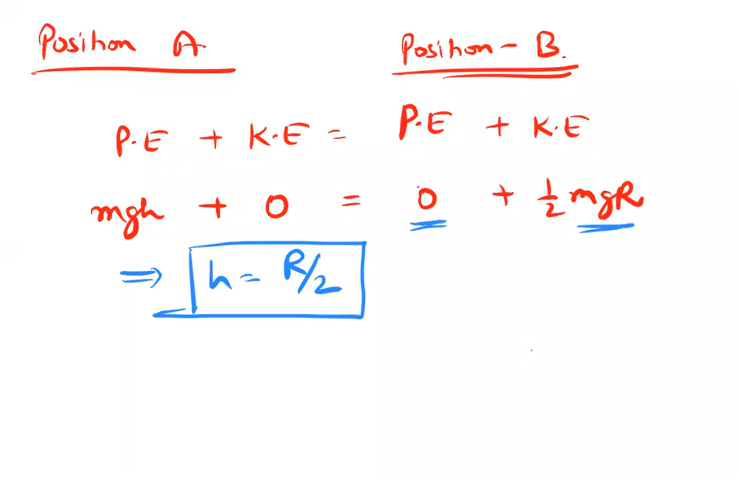 Position A
Position - B.
P.E + K.E = P.E + K.E
mgh + 0 = 0 + 1/2 mgR
⇒ h = R/2